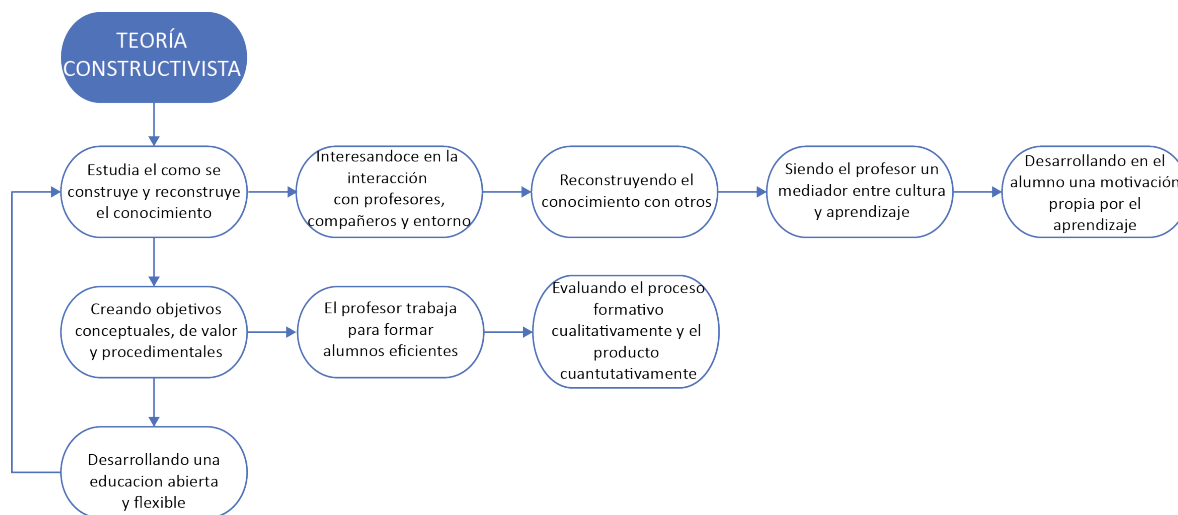 TEORÍA
CONSTRUCTIVISTA
Estudia el como se
construye y reconstruye
el conocimiento
Interesandoce en la
interacción
con profesores,
compañeros y entorno
Reconstruyendo el
conocimiento con otros
Siendo el profesor un
mediador entre cultura
y aprendizaje
Desarrollando en el
alumno una motivación
propia por el
aprendizaje
Creando objetivos
conceptuales, de valor
y procedimentales
El profesor trabaja
para formar
alumnos eficientes
Evaluando el proceso
formativo
cualitativamente y el
producto
cuantutativamente
Desarrollando una
educacion abierta
y flexible